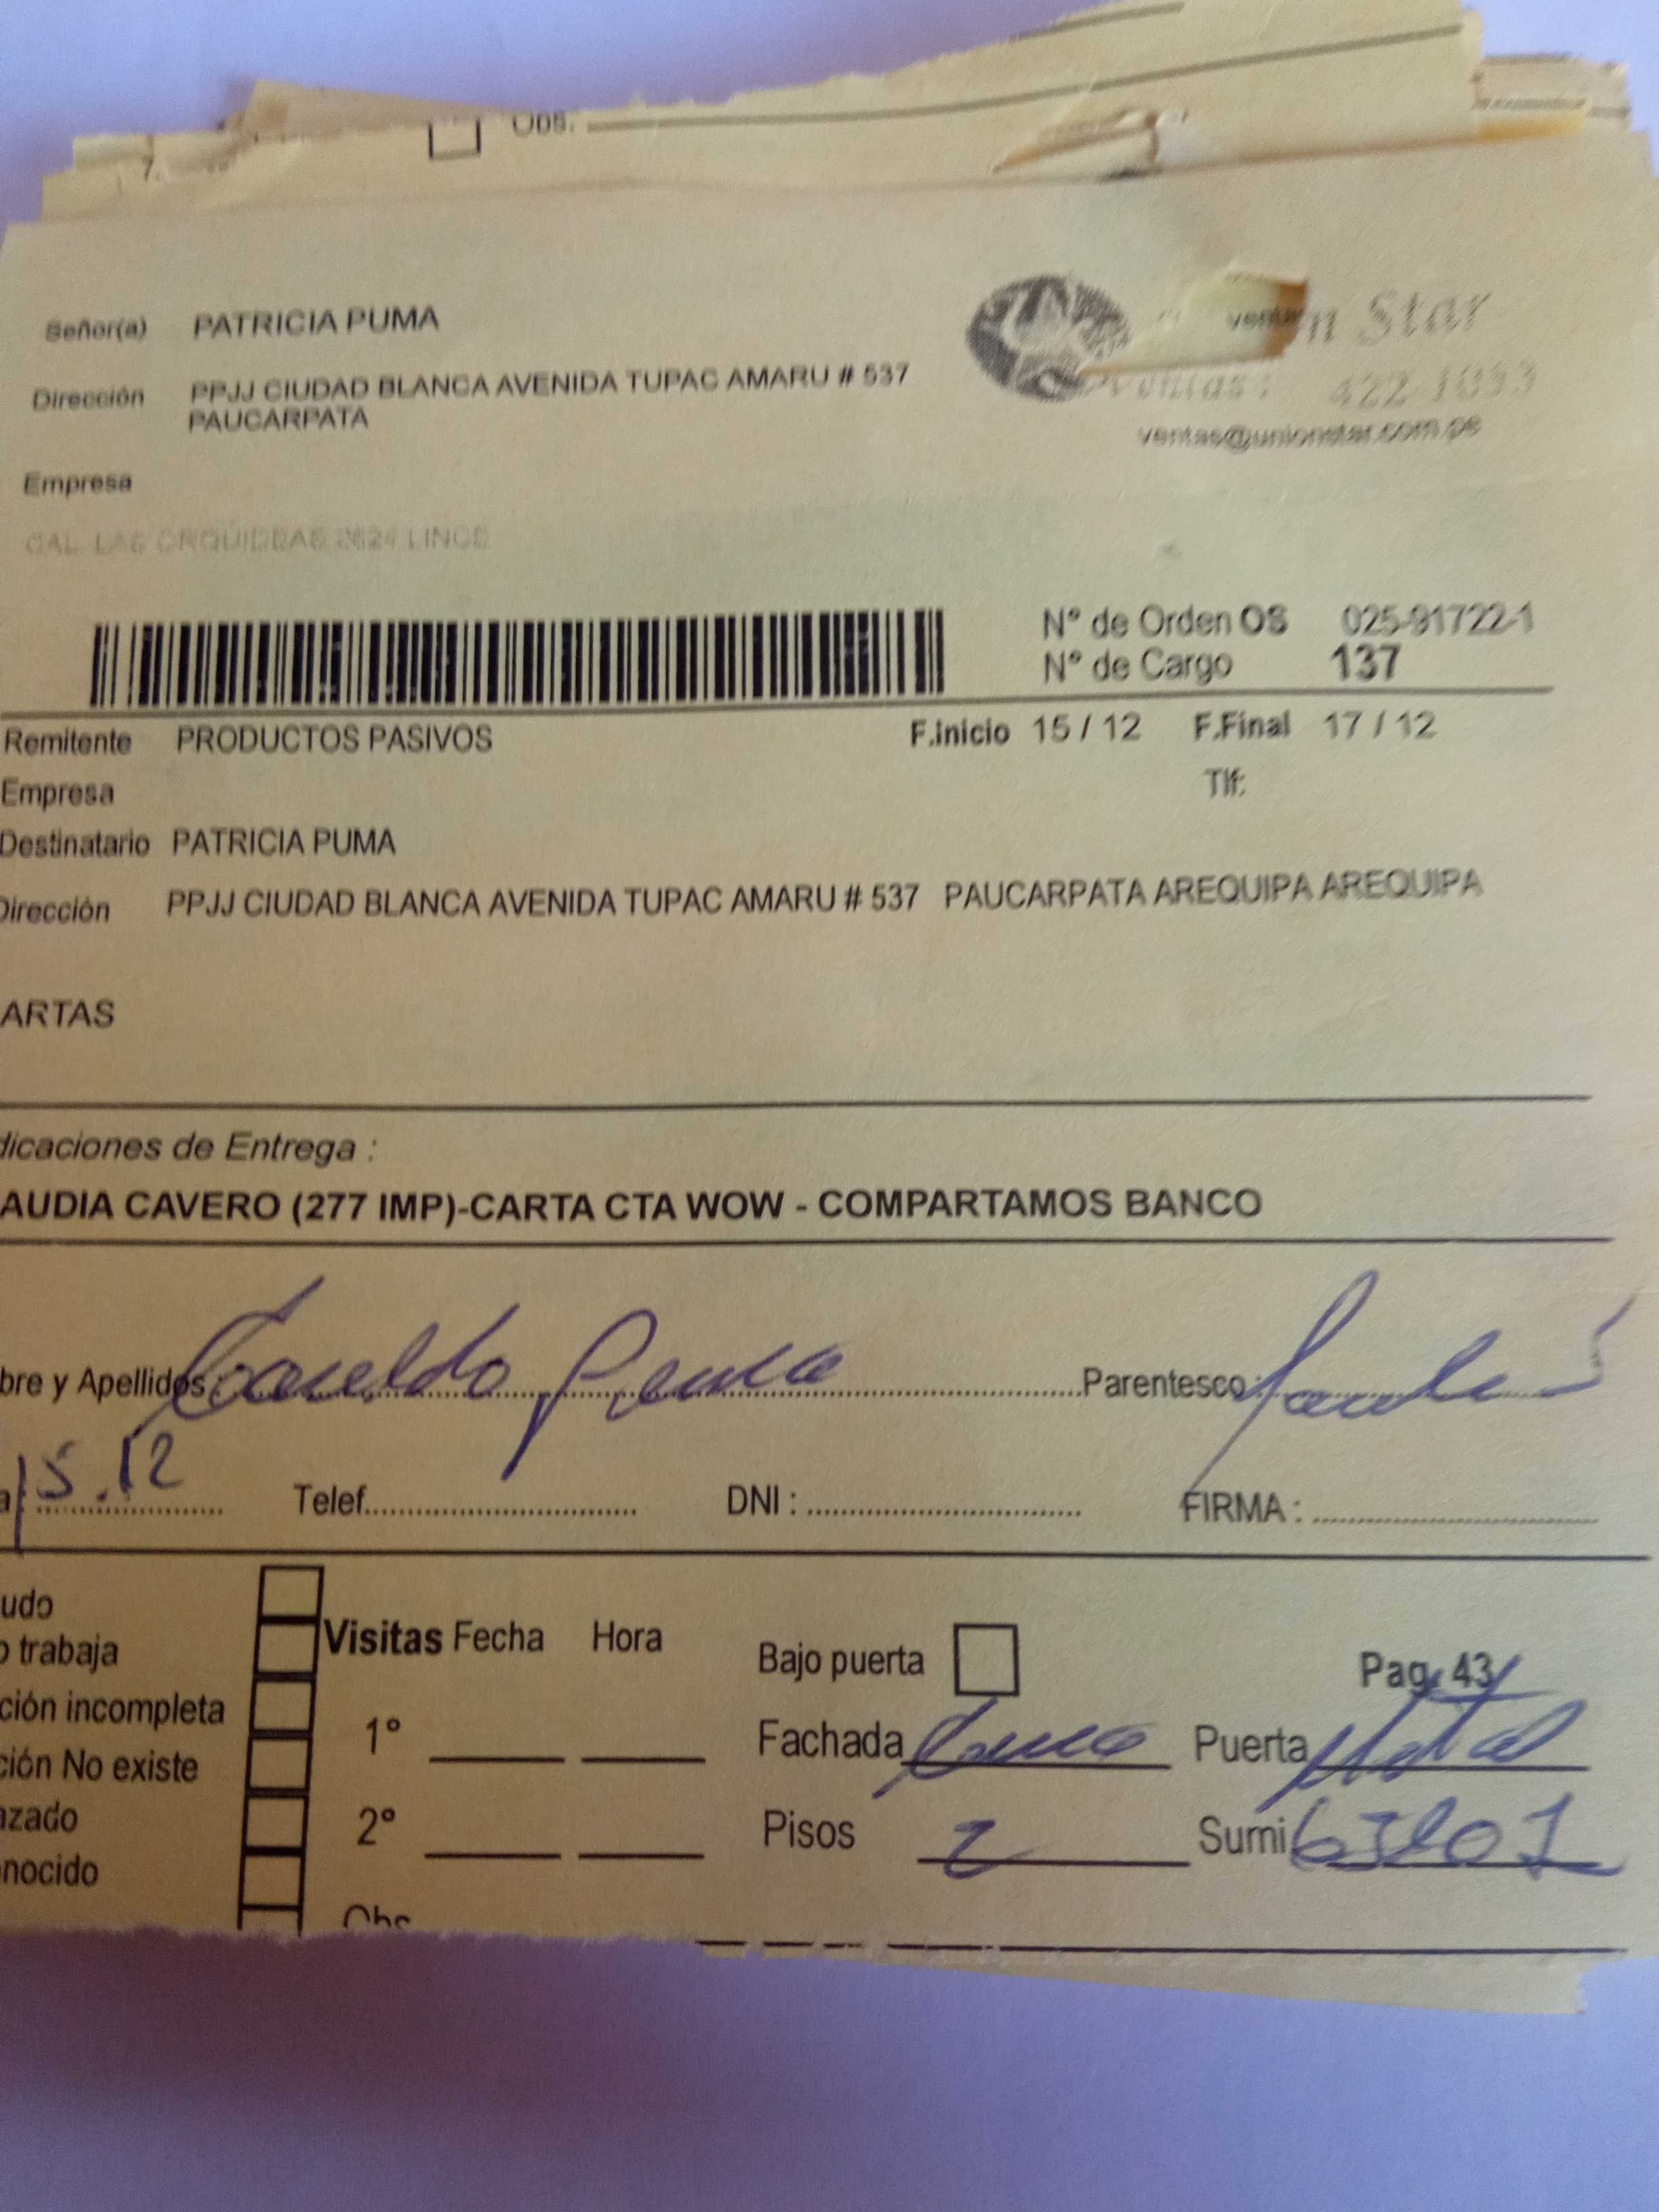 Obs.
7.
Señor(a) PATRICIA PUMA
Dirección PPJJ CIUDAD BLANCA AVENIDA TUPAC AMARU # 537
PAUCARPATA
n Star
Ventas: 422-1033
ventas@unionstar.com.pe
Empresa
CAL. LAS ORQUIDEAS 2624 LINCE
N° de Orden OS 025-91722-1
N° de Cargo 137
Remitente PRODUCTOS PASIVOS F.Inicio 15 / 12 F.Final 17 / 12
Empresa Tlf:
Destinatario PATRICIA PUMA
Dirección PPJJ CIUDAD BLANCA AVENIDA TUPAC AMARU # 537 PAUCARPATA AREQUIPA AREQUIPA
ARTAS
dicaciones de Entrega :
AUDIA CAVERO (277 IMP)-CARTA CTA WOW - COMPARTAMOS BANCO
bre y Apellidos: Puma Parentesco:
a: 15.12 Telef. DNI : FIRMA :
udo
o trabaja
ción incompleta
ción No existe
azado
nocido
Visitas Fecha Hora
1°
2°
Obs
Bajo puerta Pag. 43
Fachada Puerta Metal
Pisos 2 Sumi